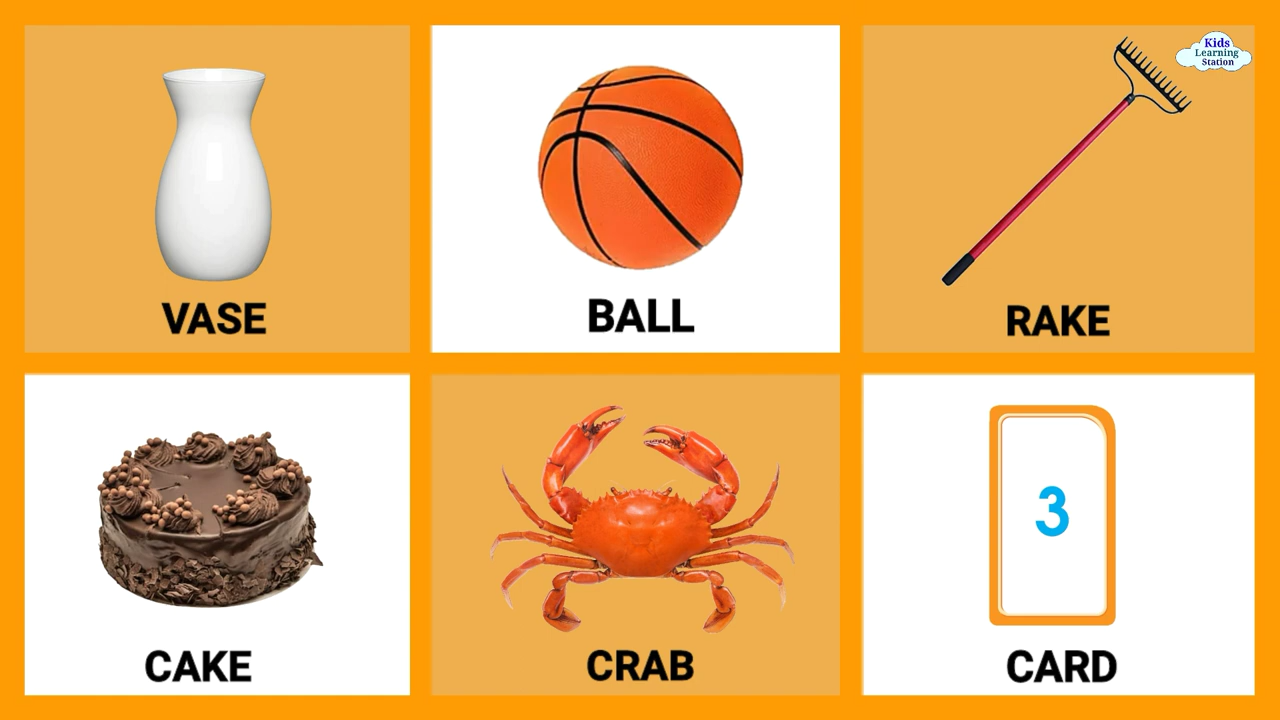 Kids
Learning
Station
VASE
BALL
RAKE
3
CAKE
CRAB
CARD